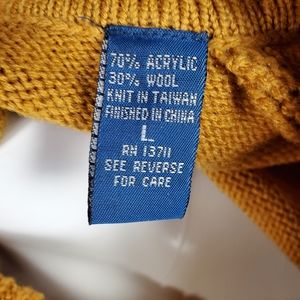 70% ACRYLIC
30% WOOL
KNIT IN TAIWAN
FINISHED IN CHINA
L
RN 13711
SEE REVERSE
FOR CARE